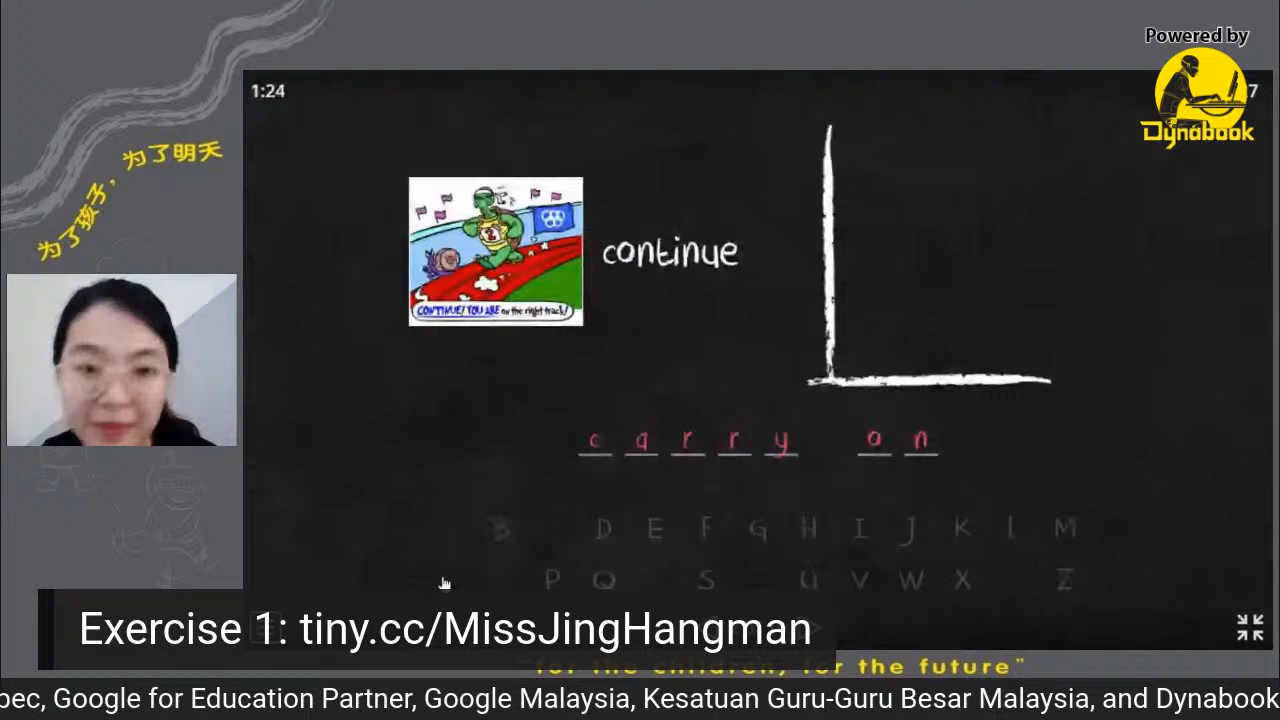 Powered by
Dynabook
1:24
7
为了孩子，为了明天
2
CONTINUE! YOU ARE on the right track!
continue
c a r r y o n
B D E F G H I J K L M
P Q S U V W X Z
Exercise 1: tiny.cc/MissJingHangman
for the children, for the future”
pec, Google for Education Partner, Google Malaysia, Kesatuan Guru-Guru Besar Malaysia, and Dynabook